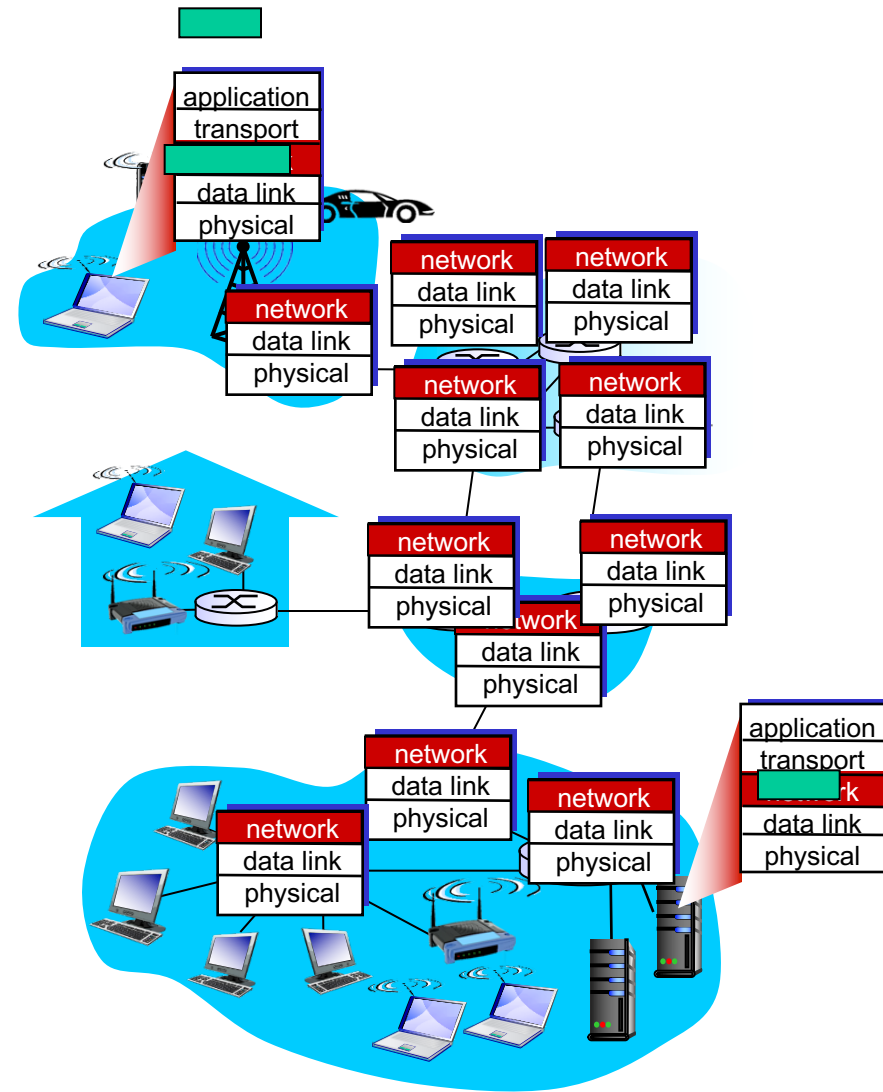 application
transport
data link
physical
network
data link
physical
network
data link
physical
network
data link
physical
network
data link
physical
network
data link
physical
network
data link
physical
network
data link
physical
data link
physical
network
data link
physical
network
data link
physical
network
data link
physical
application
transport
data link
physical